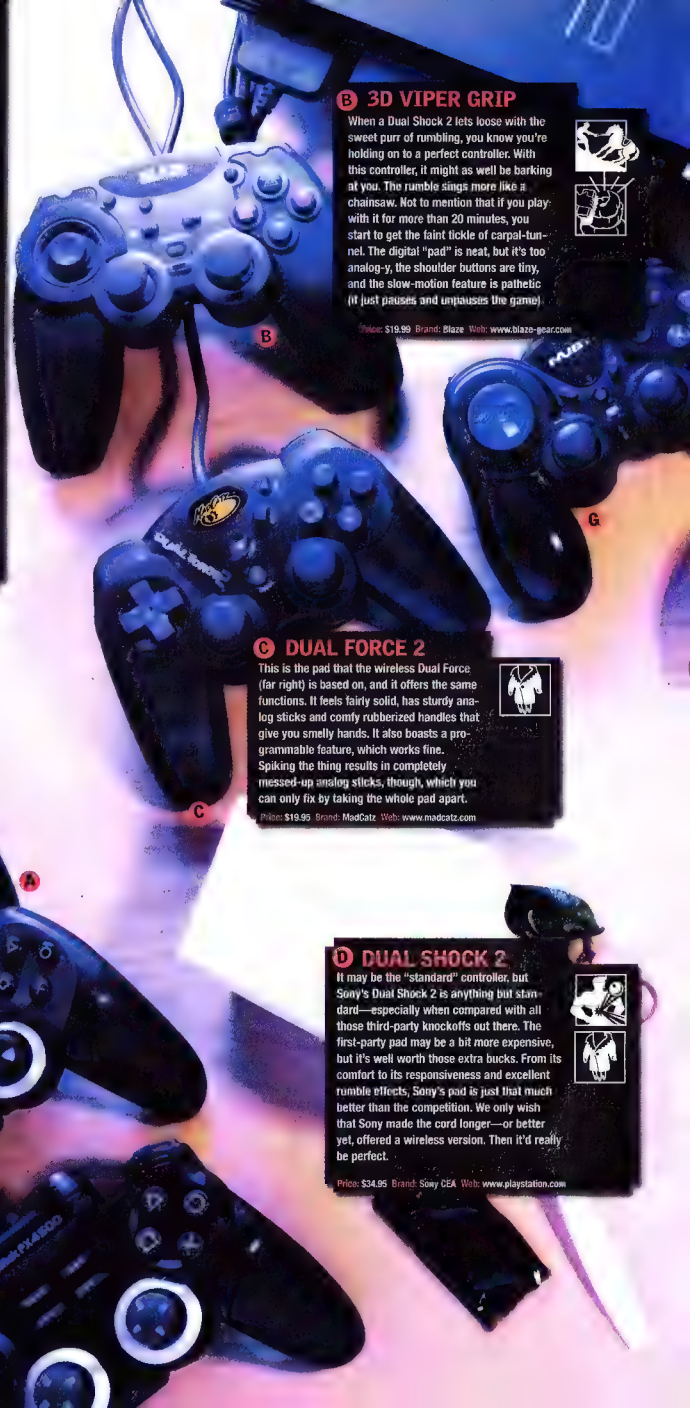 B 3D VIPER GRIP
When a Dual Shock 2 lets loose with the
sweet purr of rumbling, you know you're
holding on to a perfect controller. With
this controller, it might as well be barking
at you. The rumble sings more like a
chainsaw. Not to mention that if you play
with it for more than 20 minutes, you
start to get the faint tickle of carpal-tun-
nel. The digital "pad" is neat, but it's too
analog-y, the shoulder buttons are tiny,
and the slow-motion feature is pathetic
(it just pauses and unpauses the game)
Price: $19.99 Brand: Blaze Web: www.blaze-gear.com
B
G
MadCatz
DUAL FORCE 2
C DUAL FORCE 2
This is the pad that the wireless Dual Force
(far right) is based on, and it offers the same
functions. It feels fairly solid, has sturdy ana-
log sticks and comfy rubberized handles that
give you smelly hands. It also boasts a pro-
grammable feature, which works fine.
Spiking the thing results in completely
messed-up analog sticks, though, which you
can only fix by taking the whole pad apart.
Price: $19.95 Brand: MadCatz Web: www.madcatz.com
C
A
D DUAL SHOCK 2
It may be the "standard" controller, but
Sony's Dual Shock 2 is anything but stan-
dard—especially when compared with all
those third-party knockoffs out there. The
first-party pad may be a bit more expensive,
but it's well worth those extra bucks. From its
comfort to its responsiveness and excellent
rumble effects, Sony's pad is just that much
better than the competition. We only wish
that Sony made the cord longer—or better
yet, offered a wireless version. Then it'd really
be perfect.
Price: $34.95 Brand: Sony CEA Web: www.playstation.com